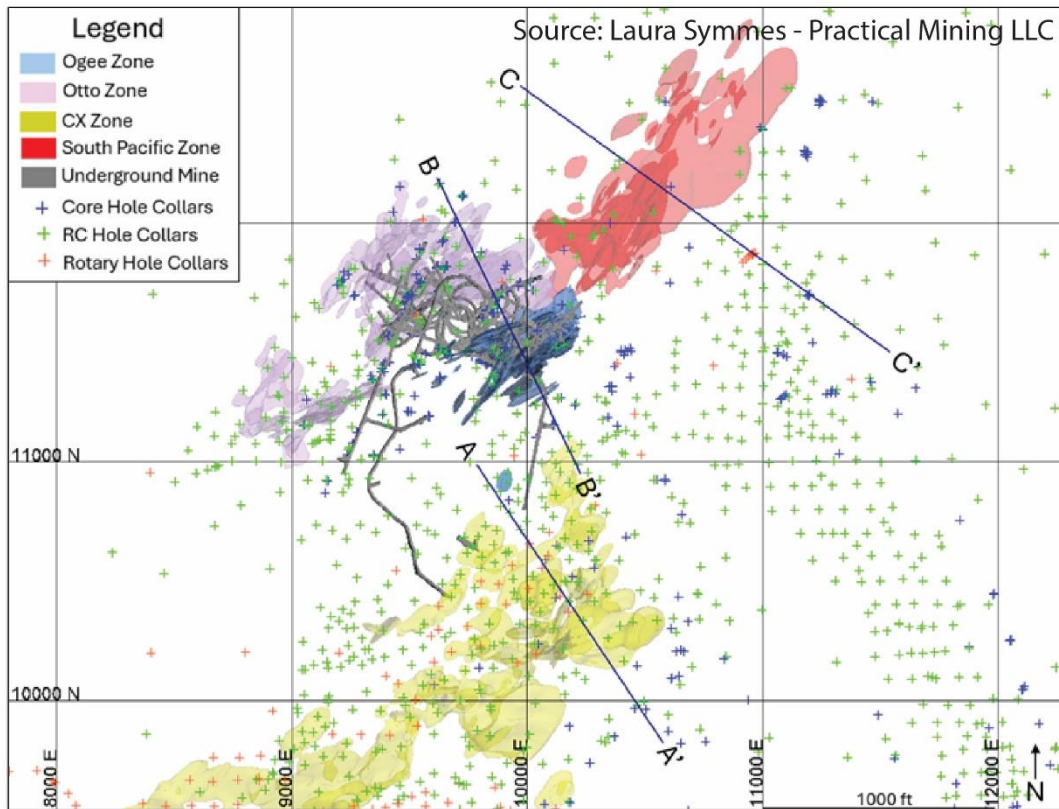 Legend
Ogee Zone
Otto Zone
CX Zone
South Pacific Zone
Underground Mine
Core Hole Collars
RC Hole Collars
Rotary Hole Collars
Source: Laura Symmes - Practical Mining LLC
C
B
C'
11000 N
A
B'
10000 N
A'
8000 E
9000 E
10000 E
11000 E
12000 E
1000 ft
N